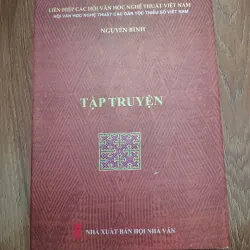 LIÊN HIỆP CÁC HỘI VĂN HỌC NGHỆ THUẬT VIỆT NAM
HỘI VĂN HỌC NGHỆ THUẬT CÁC DÂN TỘC THIỂU SỐ VIỆT NAM
NGUYÊN BÌNH
TẬP TRUYỆN
NHÀ XUẤT BẢN HỘI NHÀ VĂN